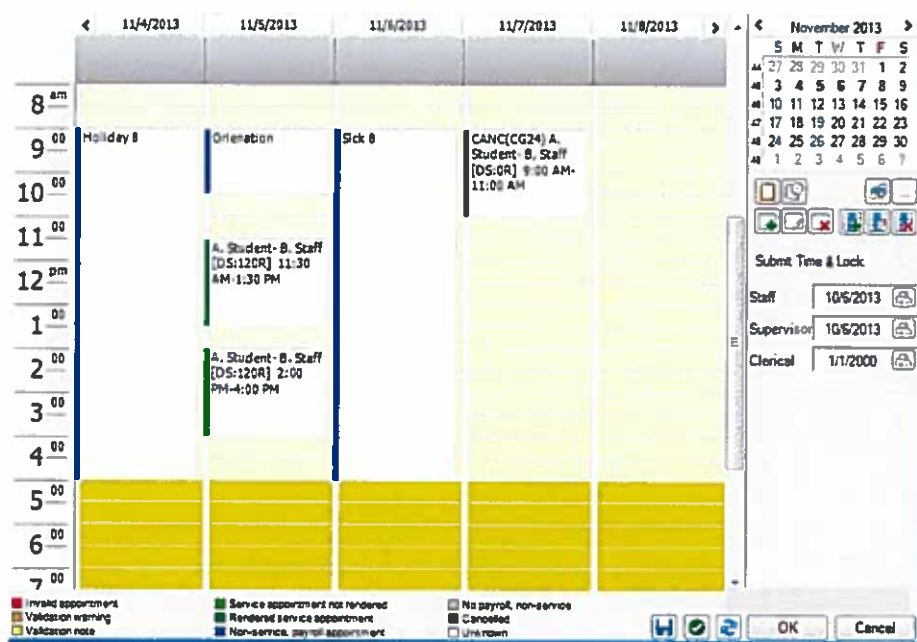 11/4/2013 11/5/2013 11/6/2013 11/7/2013 11/8/2013
8 am
9 00
10 00
11 00
12 pm
1 00
2 00
3 00
4 00
5 00
6 00
7 00
Holiday B
Orienation
A. Student- B. Staff
[DS:120R] 11:30
AM-1:30 PM
A. Student- B. Staff
[DS:120R] 2:00
PM-4:00 PM
Sick B
CANC(CG24) A.
Student- B. Staff
[DS:0R] 9:00 AM-
11:00 AM
November 2013
S M T W T F S
27 28 29 30 31 1 2
3 4 5 6 7 8 9
10 11 12 13 14 15 16
17 18 19 20 21 22 23
24 25 26 27 28 29 30
1 2 3 4 5 6 7
Submit Time & Lock
Staff 10/6/2013
Supervisor 10/6/2013
Clerical 1/1/2000
Invalid appointment
Validation warning
Validation note
Service appointment not rendered
Rendered service appointment
Non-service, payroll appointment
No payroll, non-service
Cancelled
Unknown
OK Cancel